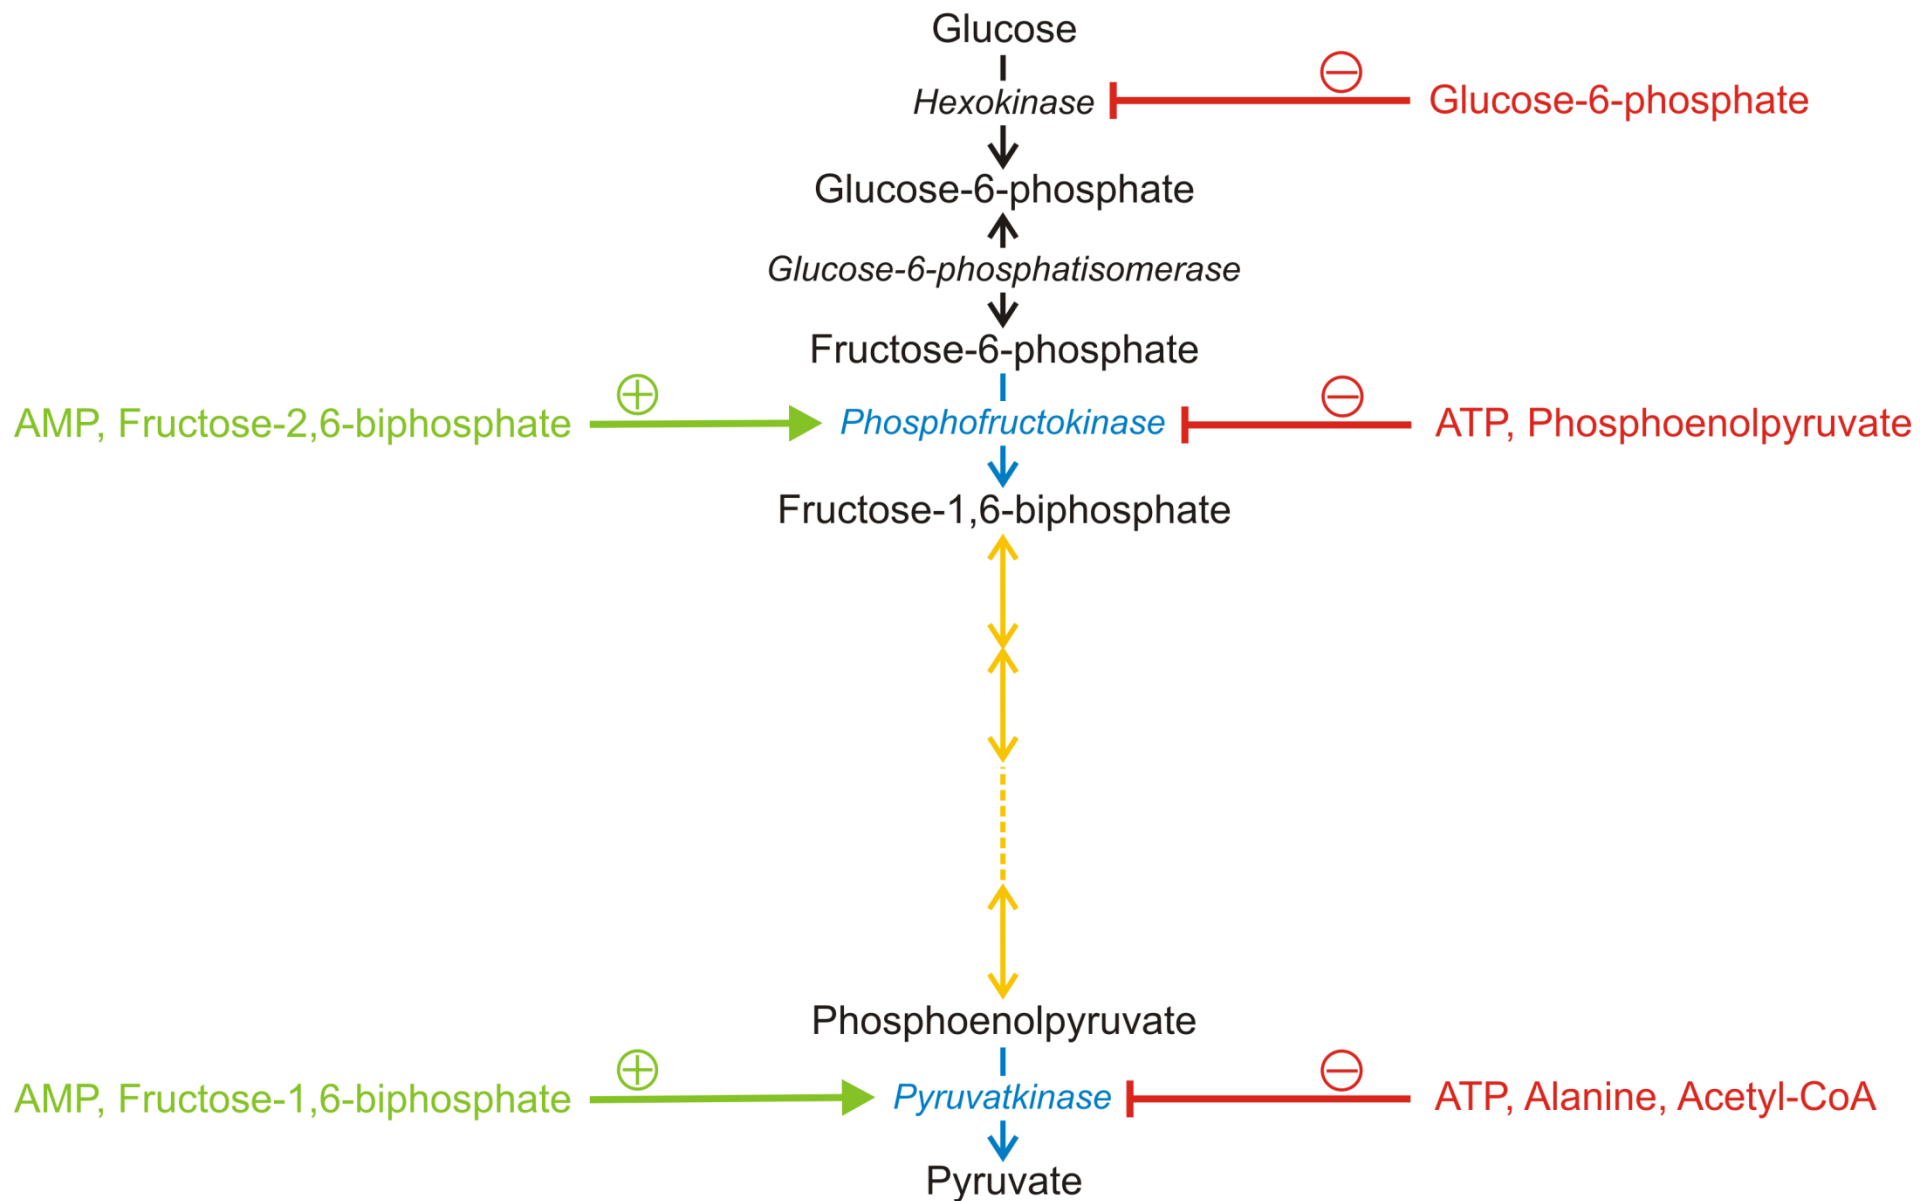 Glucose
Hexokinase
Glucose-6-phosphate
Glucose-6-phosphate
Glucose-6-phosphatisomerase
Fructose-6-phosphate
AMP, Fructose-2,6-biphosphate
Phosphofructokinase
ATP, Phosphoenolpyruvate
Fructose-1,6-biphosphate
Phosphoenolpyruvate
AMP, Fructose-1,6-biphosphate
Pyruvatkinase
ATP, Alanine, Acetyl-CoA
Pyruvate